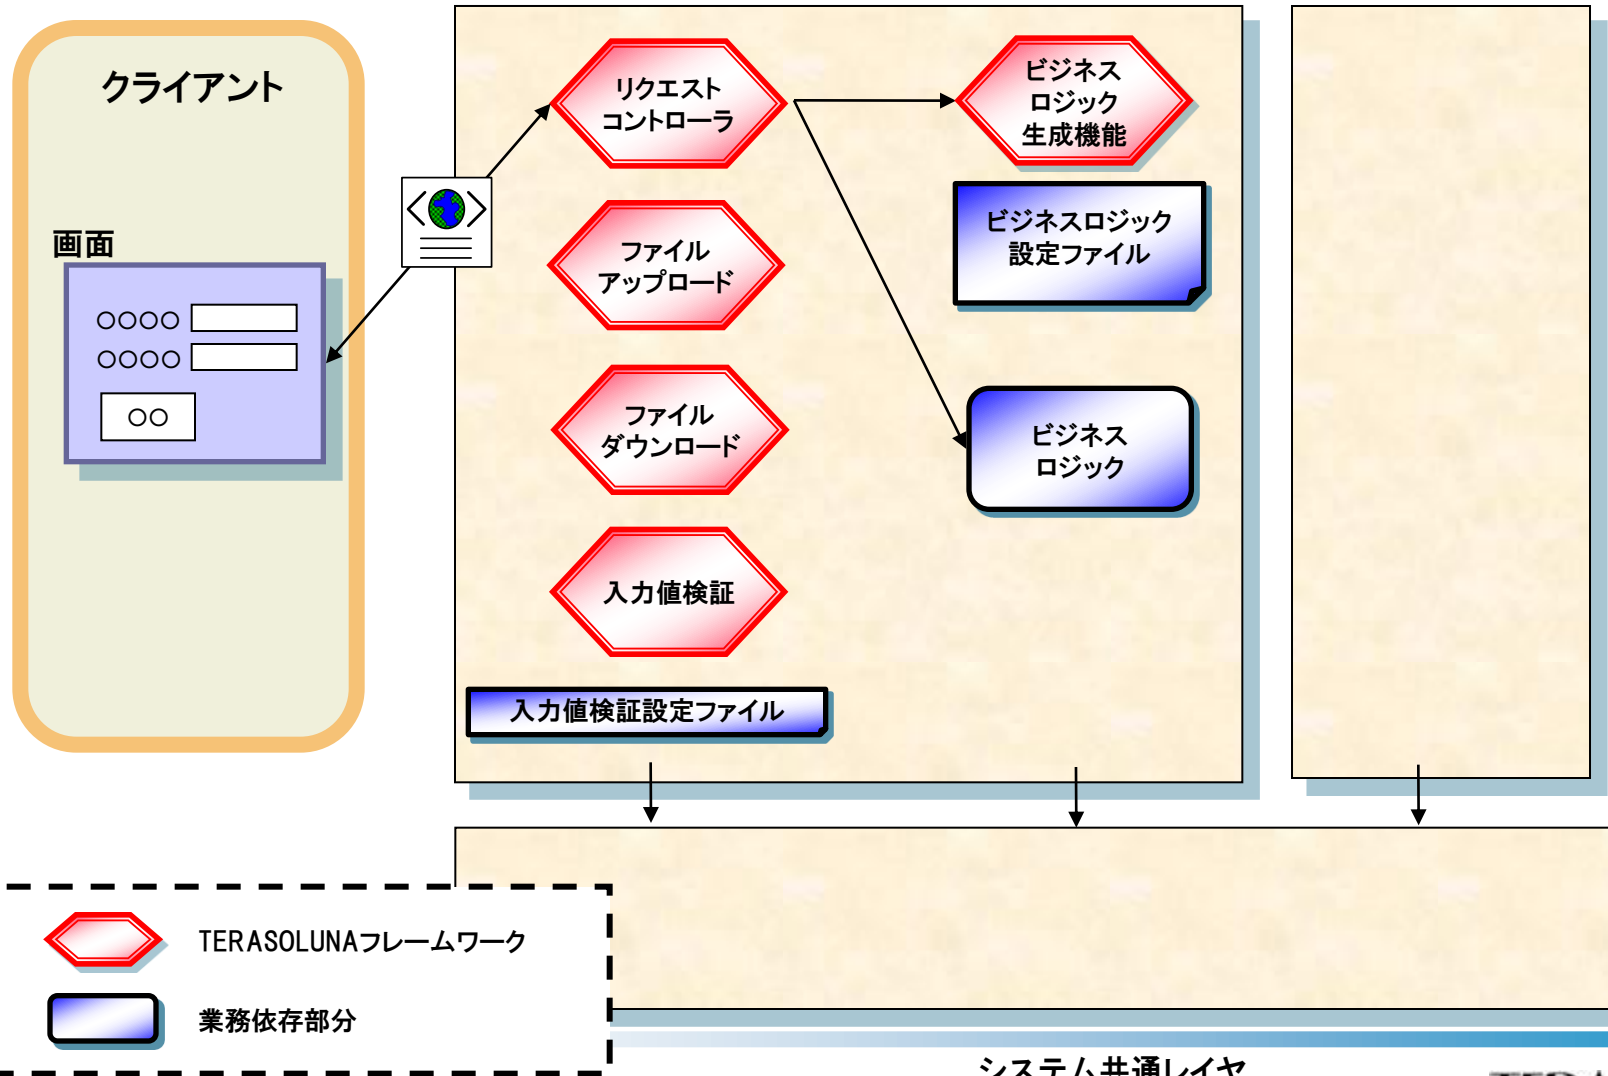 クライアント
画面
○○○○
○○○○
○○
リクエスト
コントローラ
ファイル
アップロード
ファイル
ダウンロード
入力値検証
入力値検証設定ファイル
ビジネス
ロジック
生成機能
ビジネスロジック
設定ファイル
ビジネス
ロジック
TERASOLUNAフレームワーク
業務依存部分
システム共通レイヤ